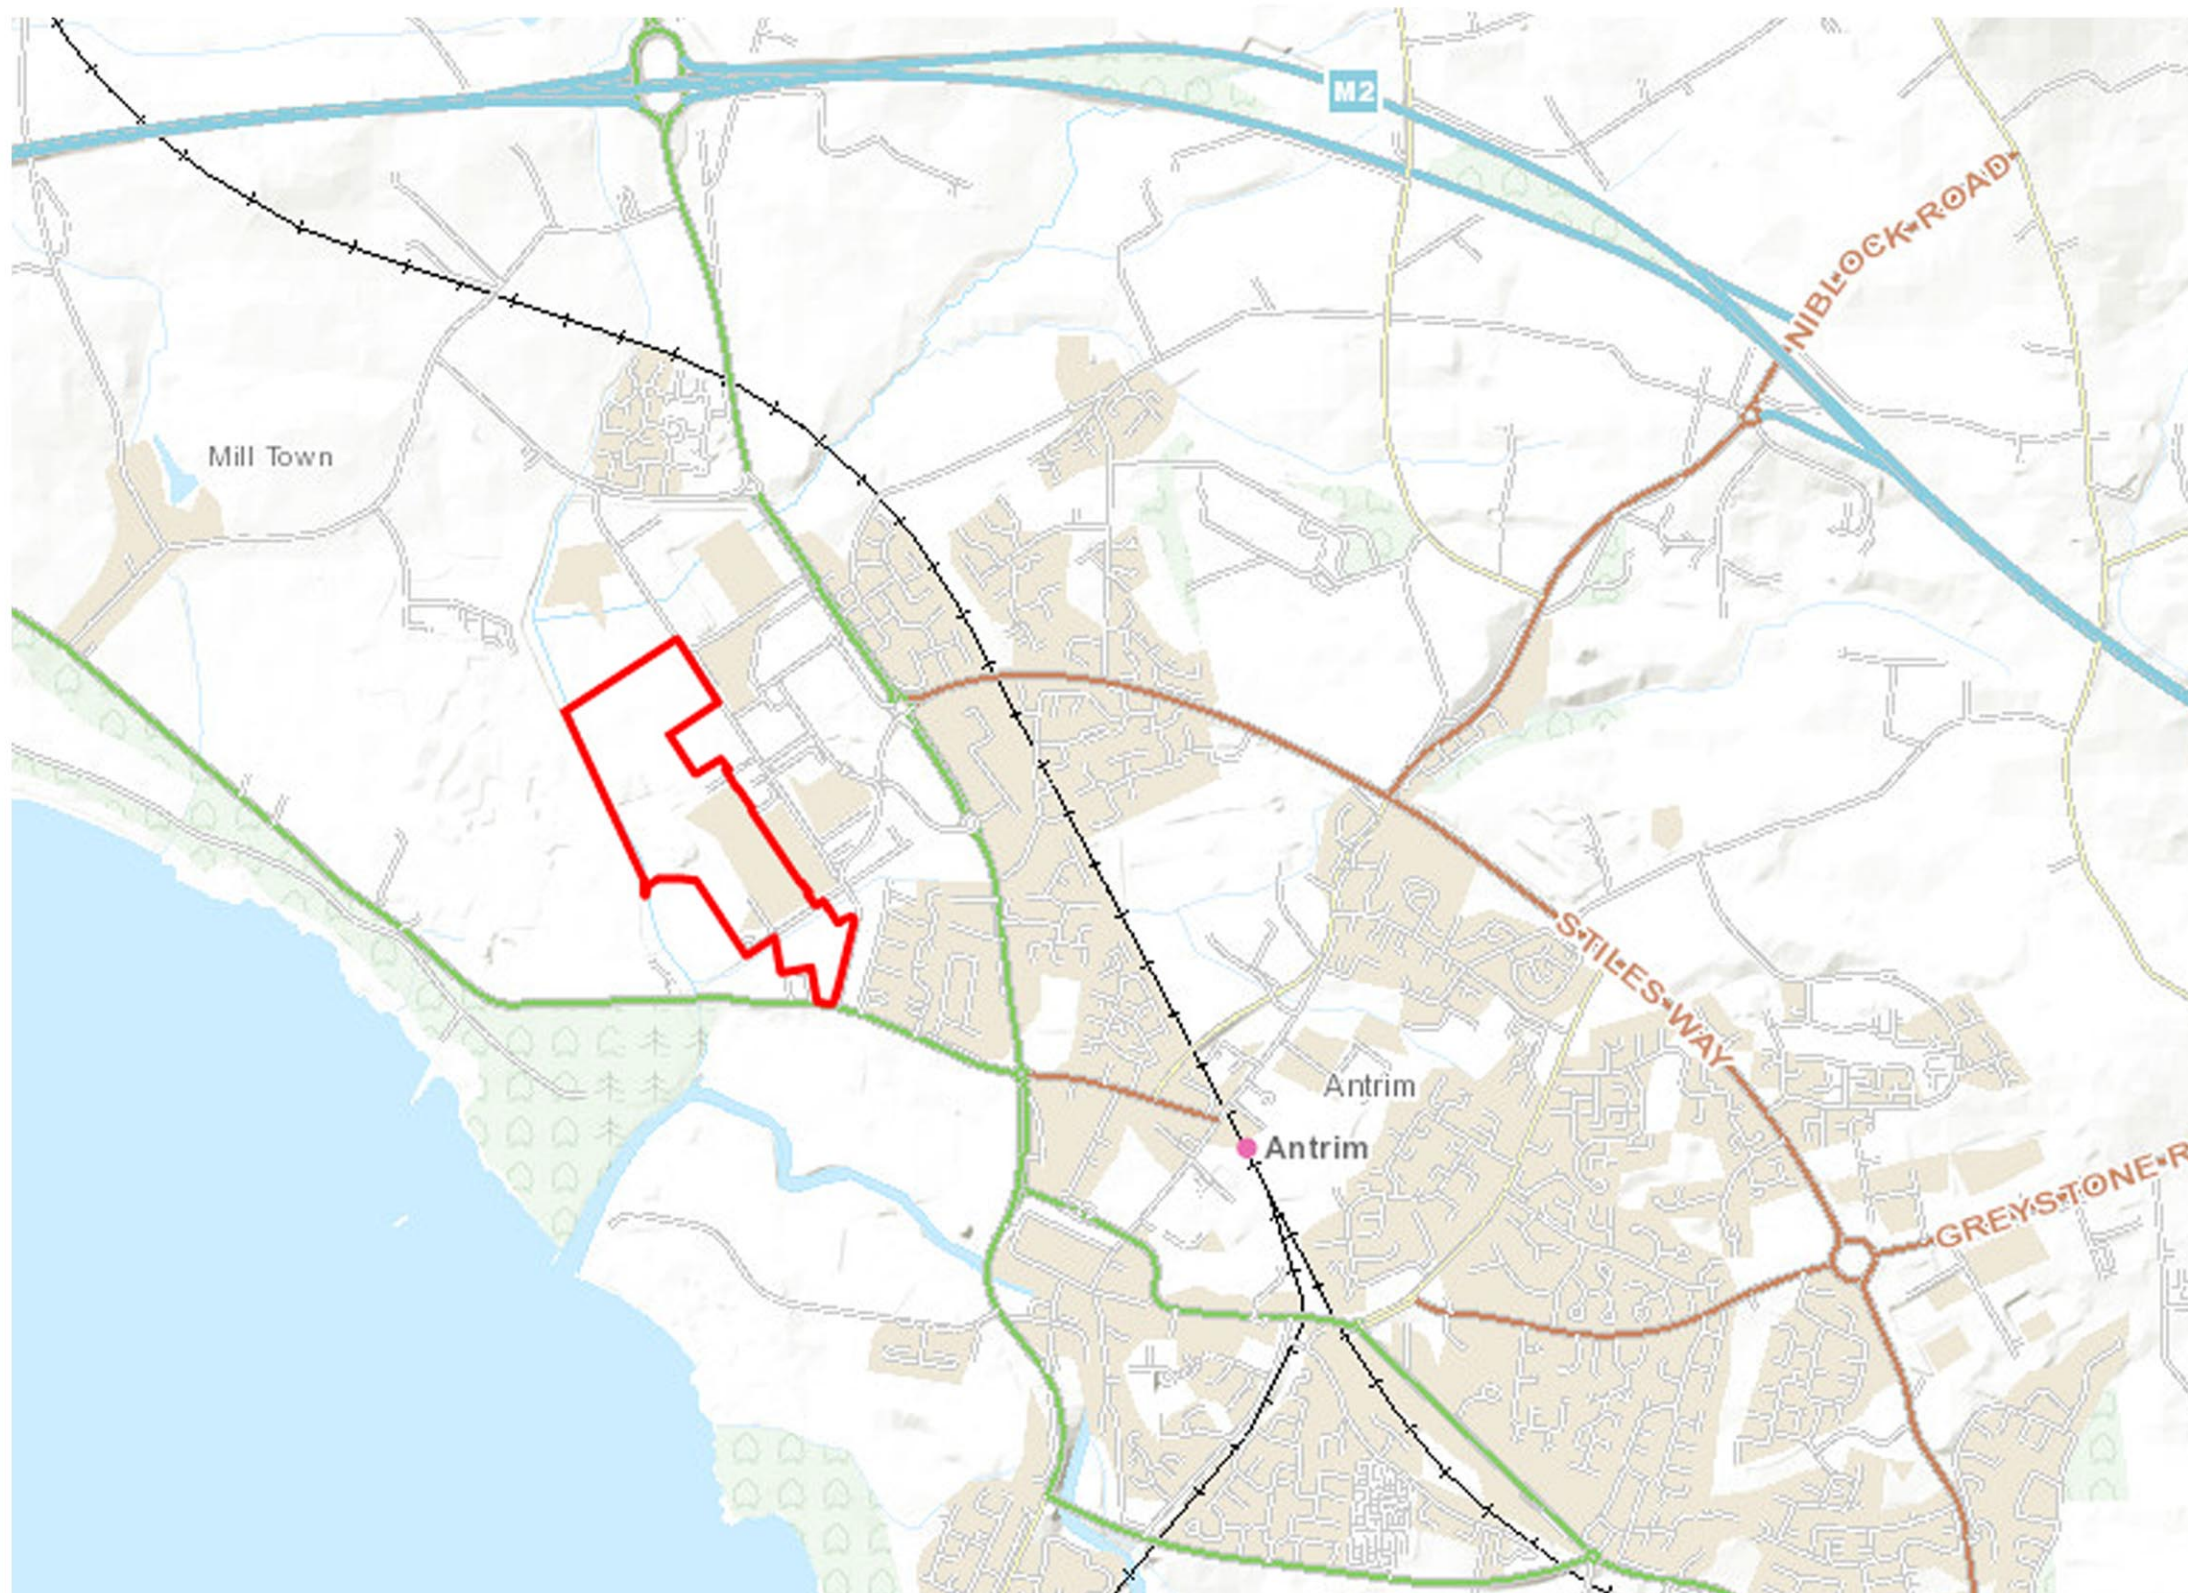 M2
NIBLOCK ROAD
Mill Town
STILES WAY
Antrim
Antrim
GREYSTONE R